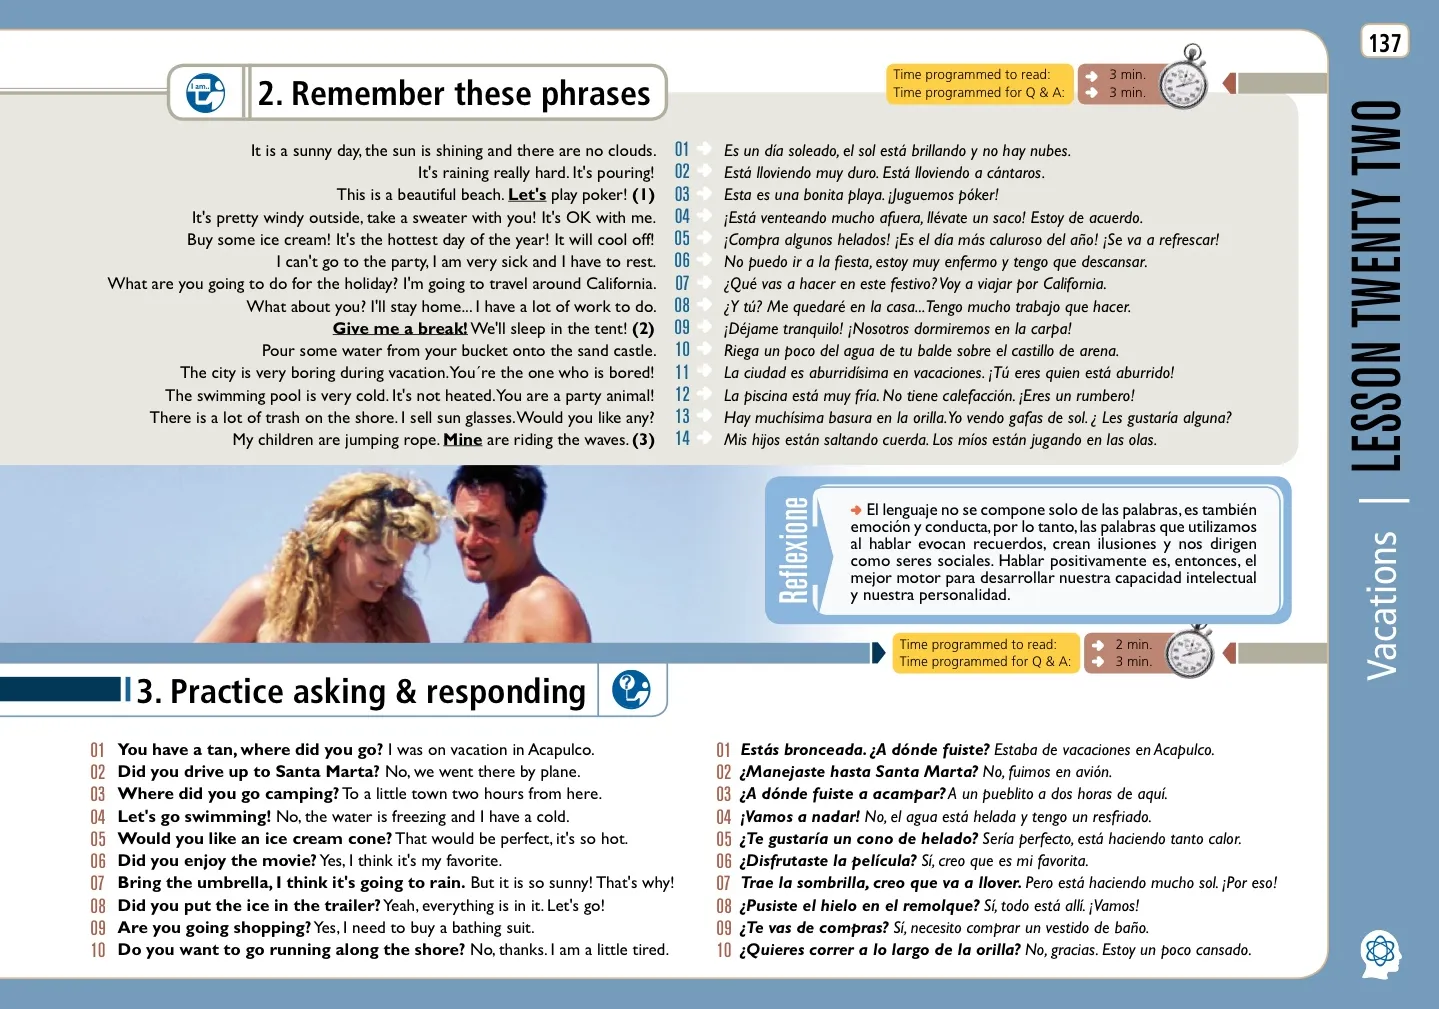 137
I am..
2. Remember these phrases
Time programmed to read: 3 min.
Time programmed for Q & A: 3 min.
It is a sunny day, the sun is shining and there are no clouds. 01 Es un día soleado, el sol está brillando y no hay nubes.
It's raining really hard. It's pouring! 02 Está lloviendo muy duro. Está lloviendo a cántaros.
This is a beautiful beach. Let's play poker! (1) 03 Esta es una bonita playa. ¡Juguemos póker!
It's pretty windy outside, take a sweater with you! It's OK with me. 04 ¡Está venteando mucho afuera, llévate un saco! Estoy de acuerdo.
Buy some ice cream! It's the hottest day of the year! It will cool off! 05 ¡Compra algunos helados! ¡Es el día más caluroso del año! ¡Se va a refrescar!
I can't go to the party, I am very sick and I have to rest. 06 No puedo ir a la fiesta, estoy muy enfermo y tengo que descansar.
What are you going to do for the holiday? I'm going to travel around California. 07 ¿Qué vas a hacer en este festivo? Voy a viajar por California.
What about you? I'll stay home... I have a lot of work to do. 08 ¿Y tú? Me quedaré en la casa...Tengo mucho trabajo que hacer.
Give me a break! We'll sleep in the tent! (2) 09 ¡Déjame tranquilo! ¡Nosotros dormiremos en la carpa!
Pour some water from your bucket onto the sand castle. 10 Riega un poco del agua de tu balde sobre el castillo de arena.
The city is very boring during vacation.You´re the one who is bored! 11 La ciudad es aburridísima en vacaciones. ¡Tú eres quien está aburrido!
The swimming pool is very cold. It's not heated.You are a party animal! 12 La piscina está muy fría. No tiene calefacción. ¡Eres un rumbero!
There is a lot of trash on the shore. I sell sun glasses.Would you like any? 13 Hay muchísima basura en la orilla.Yo vendo gafas de sol. ¿ Les gustaría alguna?
My children are jumping rope. Mine are riding the waves. (3) 14 Mis hijos están saltando cuerda. Los míos están jugando en las olas.
Reflexione
El lenguaje no se compone solo de las palabras, es también
emoción y conducta, por lo tanto, las palabras que utilizamos
al hablar evocan recuerdos, crean ilusiones y nos dirigen
como seres sociales. Hablar positivamente es, entonces, el
mejor motor para desarrollar nuestra capacidad intelectual
y nuestra personalidad.
Time programmed to read: 2 min.
Time programmed for Q & A: 3 min.
3. Practice asking & responding
?
01 You have a tan, where did you go? I was on vacation in Acapulco.
02 Did you drive up to Santa Marta? No, we went there by plane.
03 Where did you go camping? To a little town two hours from here.
04 Let's go swimming! No, the water is freezing and I have a cold.
05 Would you like an ice cream cone? That would be perfect, it's so hot.
06 Did you enjoy the movie? Yes, I think it's my favorite.
07 Bring the umbrella, I think it's going to rain. But it is so sunny! That's why!
08 Did you put the ice in the trailer? Yeah, everything is in it. Let's go!
09 Are you going shopping? Yes, I need to buy a bathing suit.
10 Do you want to go running along the shore? No, thanks. I am a little tired.
01 Estás bronceada. ¿A dónde fuiste? Estaba de vacaciones en Acapulco.
02 ¿Manejaste hasta Santa Marta? No, fuimos en avión.
03 ¿A dónde fuiste a acampar? A un pueblito a dos horas de aquí.
04 ¡Vamos a nadar! No, el agua está helada y tengo un resfriado.
05 ¿Te gustaría un cono de helado? Sería perfecto, está haciendo tanto calor.
06 ¿Disfrutaste la película? Sí, creo que es mi favorita.
07 Trae la sombrilla, creo que va a llover. Pero está haciendo mucho sol. ¡Por eso!
08 ¿Pusiste el hielo en el remolque? Sí, todo está allí. ¡Vamos!
09 ¿Te vas de compras? Sí, necesito comprar un vestido de baño.
10 ¿Quieres correr a lo largo de la orilla? No, gracias. Estoy un poco cansado.
LESSON TWENTY TWO
Vacations